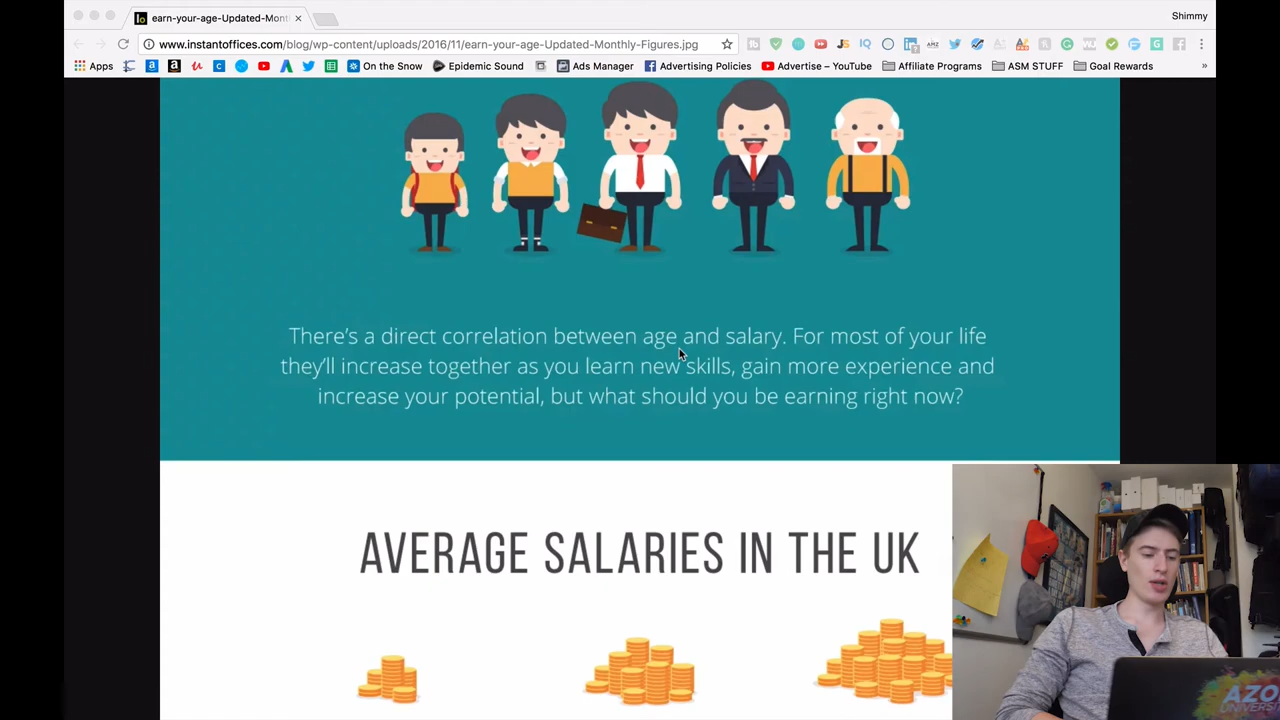 earn-your-age-Updated-Mont
Shimmy
www.instantoffices.com/blog/wp-content/uploads/2016/11/earn-your-age-Updated-Monthly-Figures.jpg
Apps On the Snow Epidemic Sound Ads Manager Advertising Policies Advertise – YouTube Affiliate Programs ASM STUFF Goal Rewards »
There's a direct correlation between age and salary. For most of your life
they'll increase together as you learn new skills, gain more experience and
increase your potential, but what should you be earning right now?
AVERAGE SALARIES IN THE UK
AZO
UNIVERSI